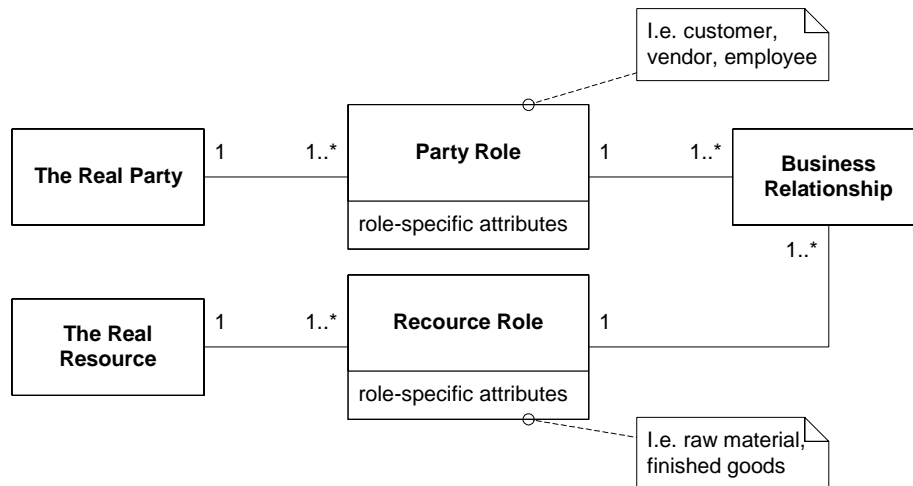 I.e. customer,
vendor, employee
The Real Party
1
1..*
Party Role
role-specific attributes
1
1..*
Business
Relationship
1..*
The Real
Resource
1
1..*
Recource Role
role-specific attributes
1
I.e. raw material,
finished goods